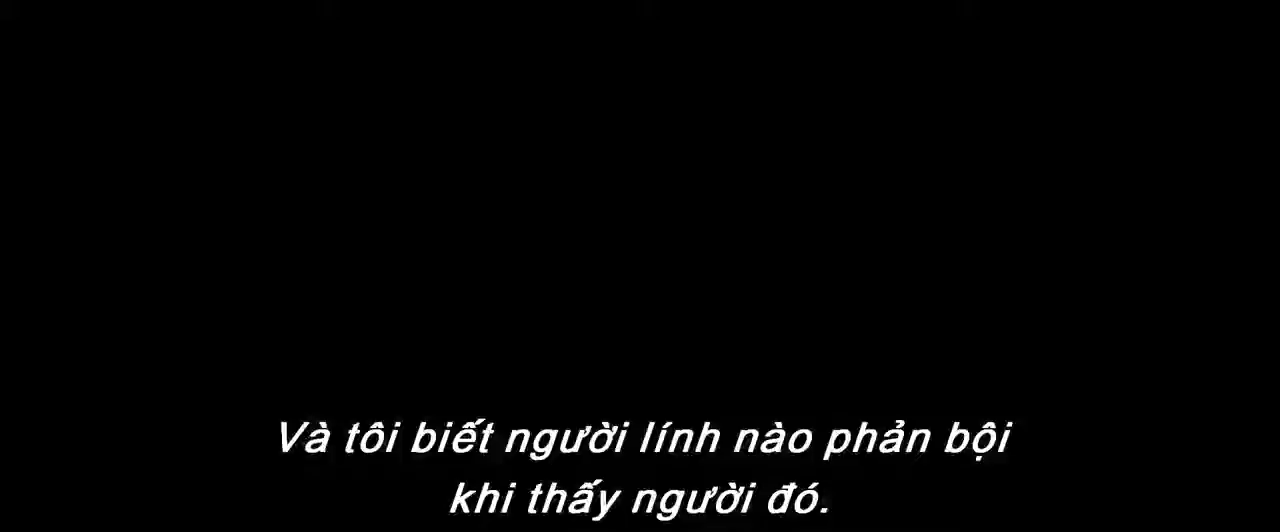 Và tôi biết người lính nào phản bội
khi thấy người đó.